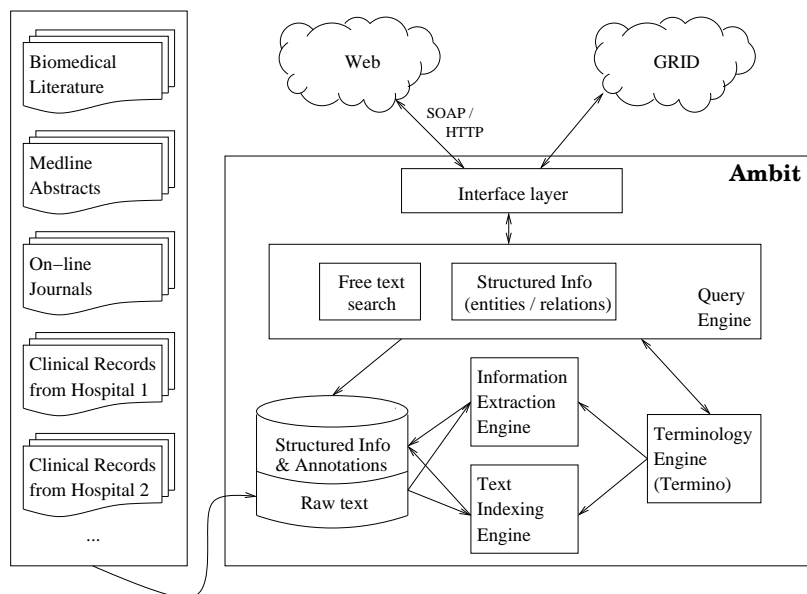 Biomedical
Literature
Medline
Abstracts
On-line
Journals
Clinical Records
from Hospital 1
Clinical Records
from Hospital 2
...
Web
GRID
SOAP /
HTTP
Ambit
Interface layer
Free text
search
Structured Info
(entities / relations)
Query
Engine
Structured Info
& Annotations
Raw text
Information
Extraction
Engine
Text
Indexing
Engine
Terminology
Engine
(Termino)